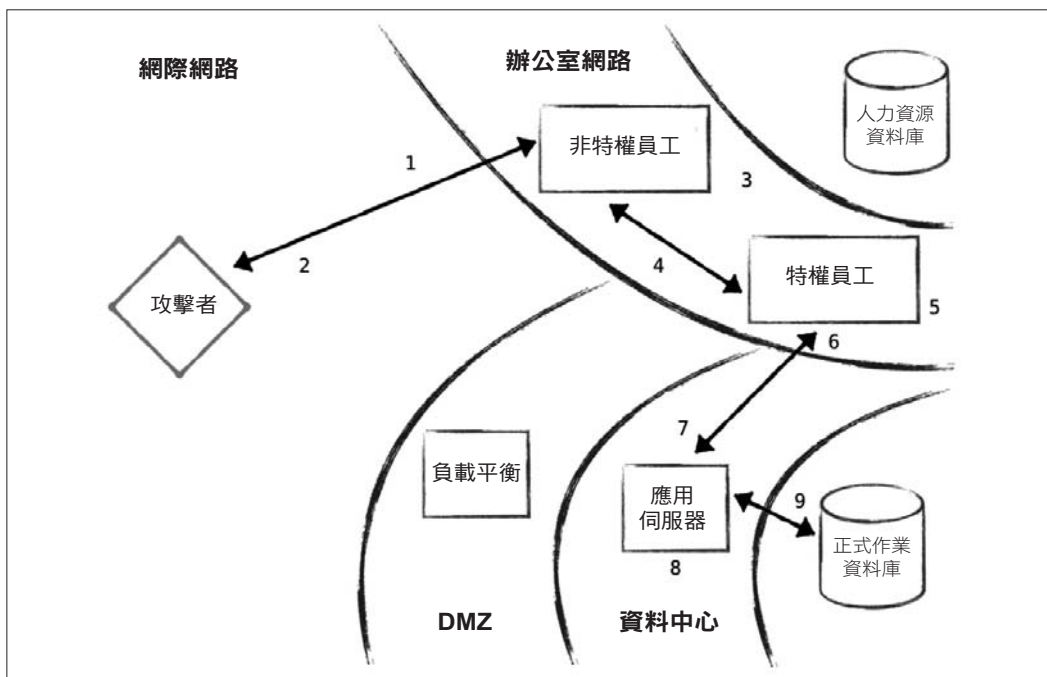 網際網路
辦公室網路
人力資源
資料庫
非特權員工
1
3
2
攻擊者
4
特權員工
5
6
7
負載平衡
應用
伺服器
8
9
正式作業
資料庫
DMZ
資料中心